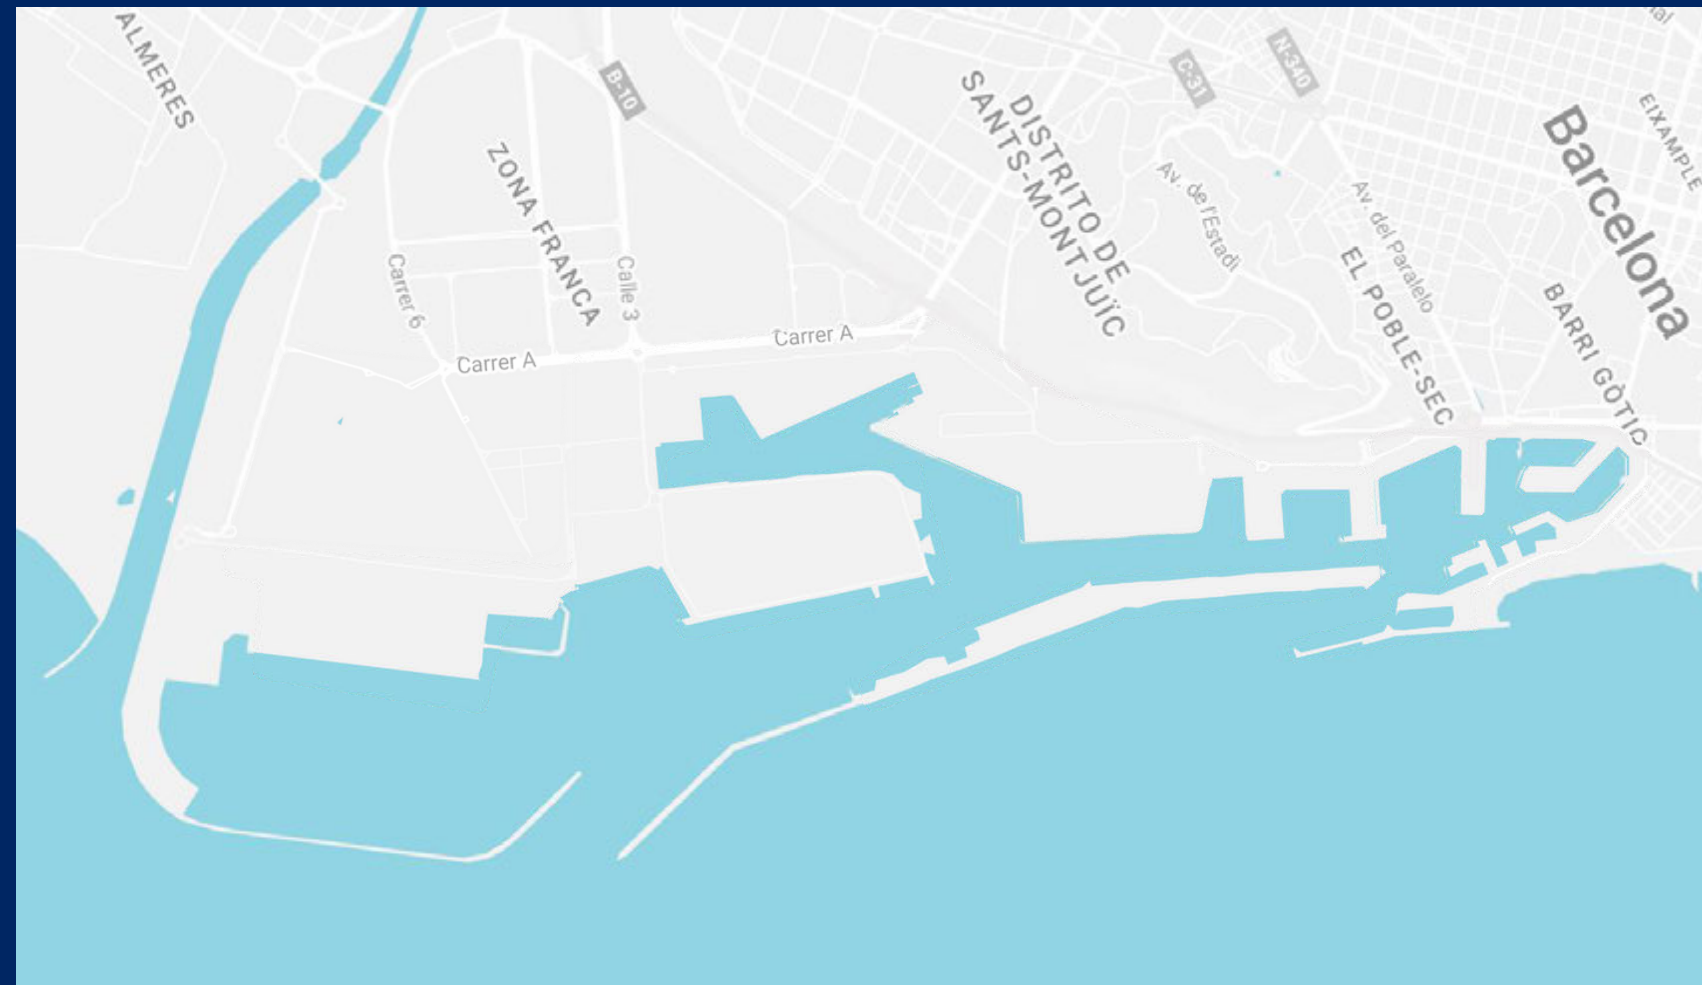 ALMERES
B-10
ZONA FRANCA
Carrer 6
Calle 3
Carrer A
Carrer A
DISTRITO DE
SANTS-MONTJUÏC
C-31
N-340
Av. de l'Estadi
Av. del Paralelo
EL POBLE-SEC
BARRI GÒTIC
Barcelona
EIXAMPLE